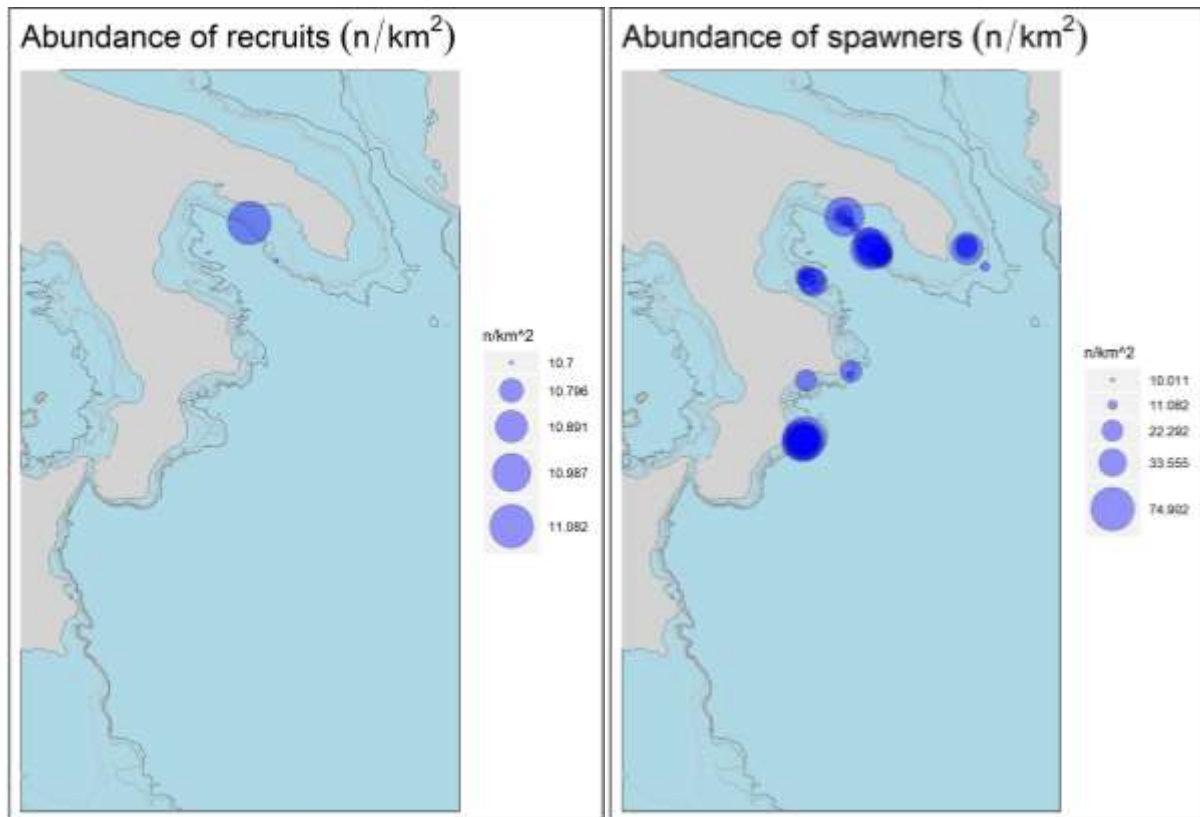 Abundance of recruits (n/km²)
n/km^2
10.7
10.796
10.891
10.987
11.082
Abundance of spawners (n/km²)
n/km^2
10.011
11.082
22.292
33.555
74.902